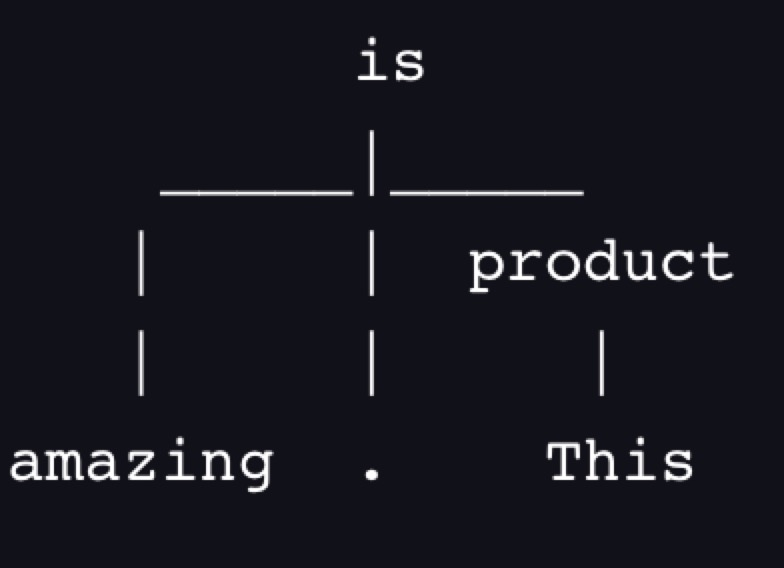 is
product
amazing . This